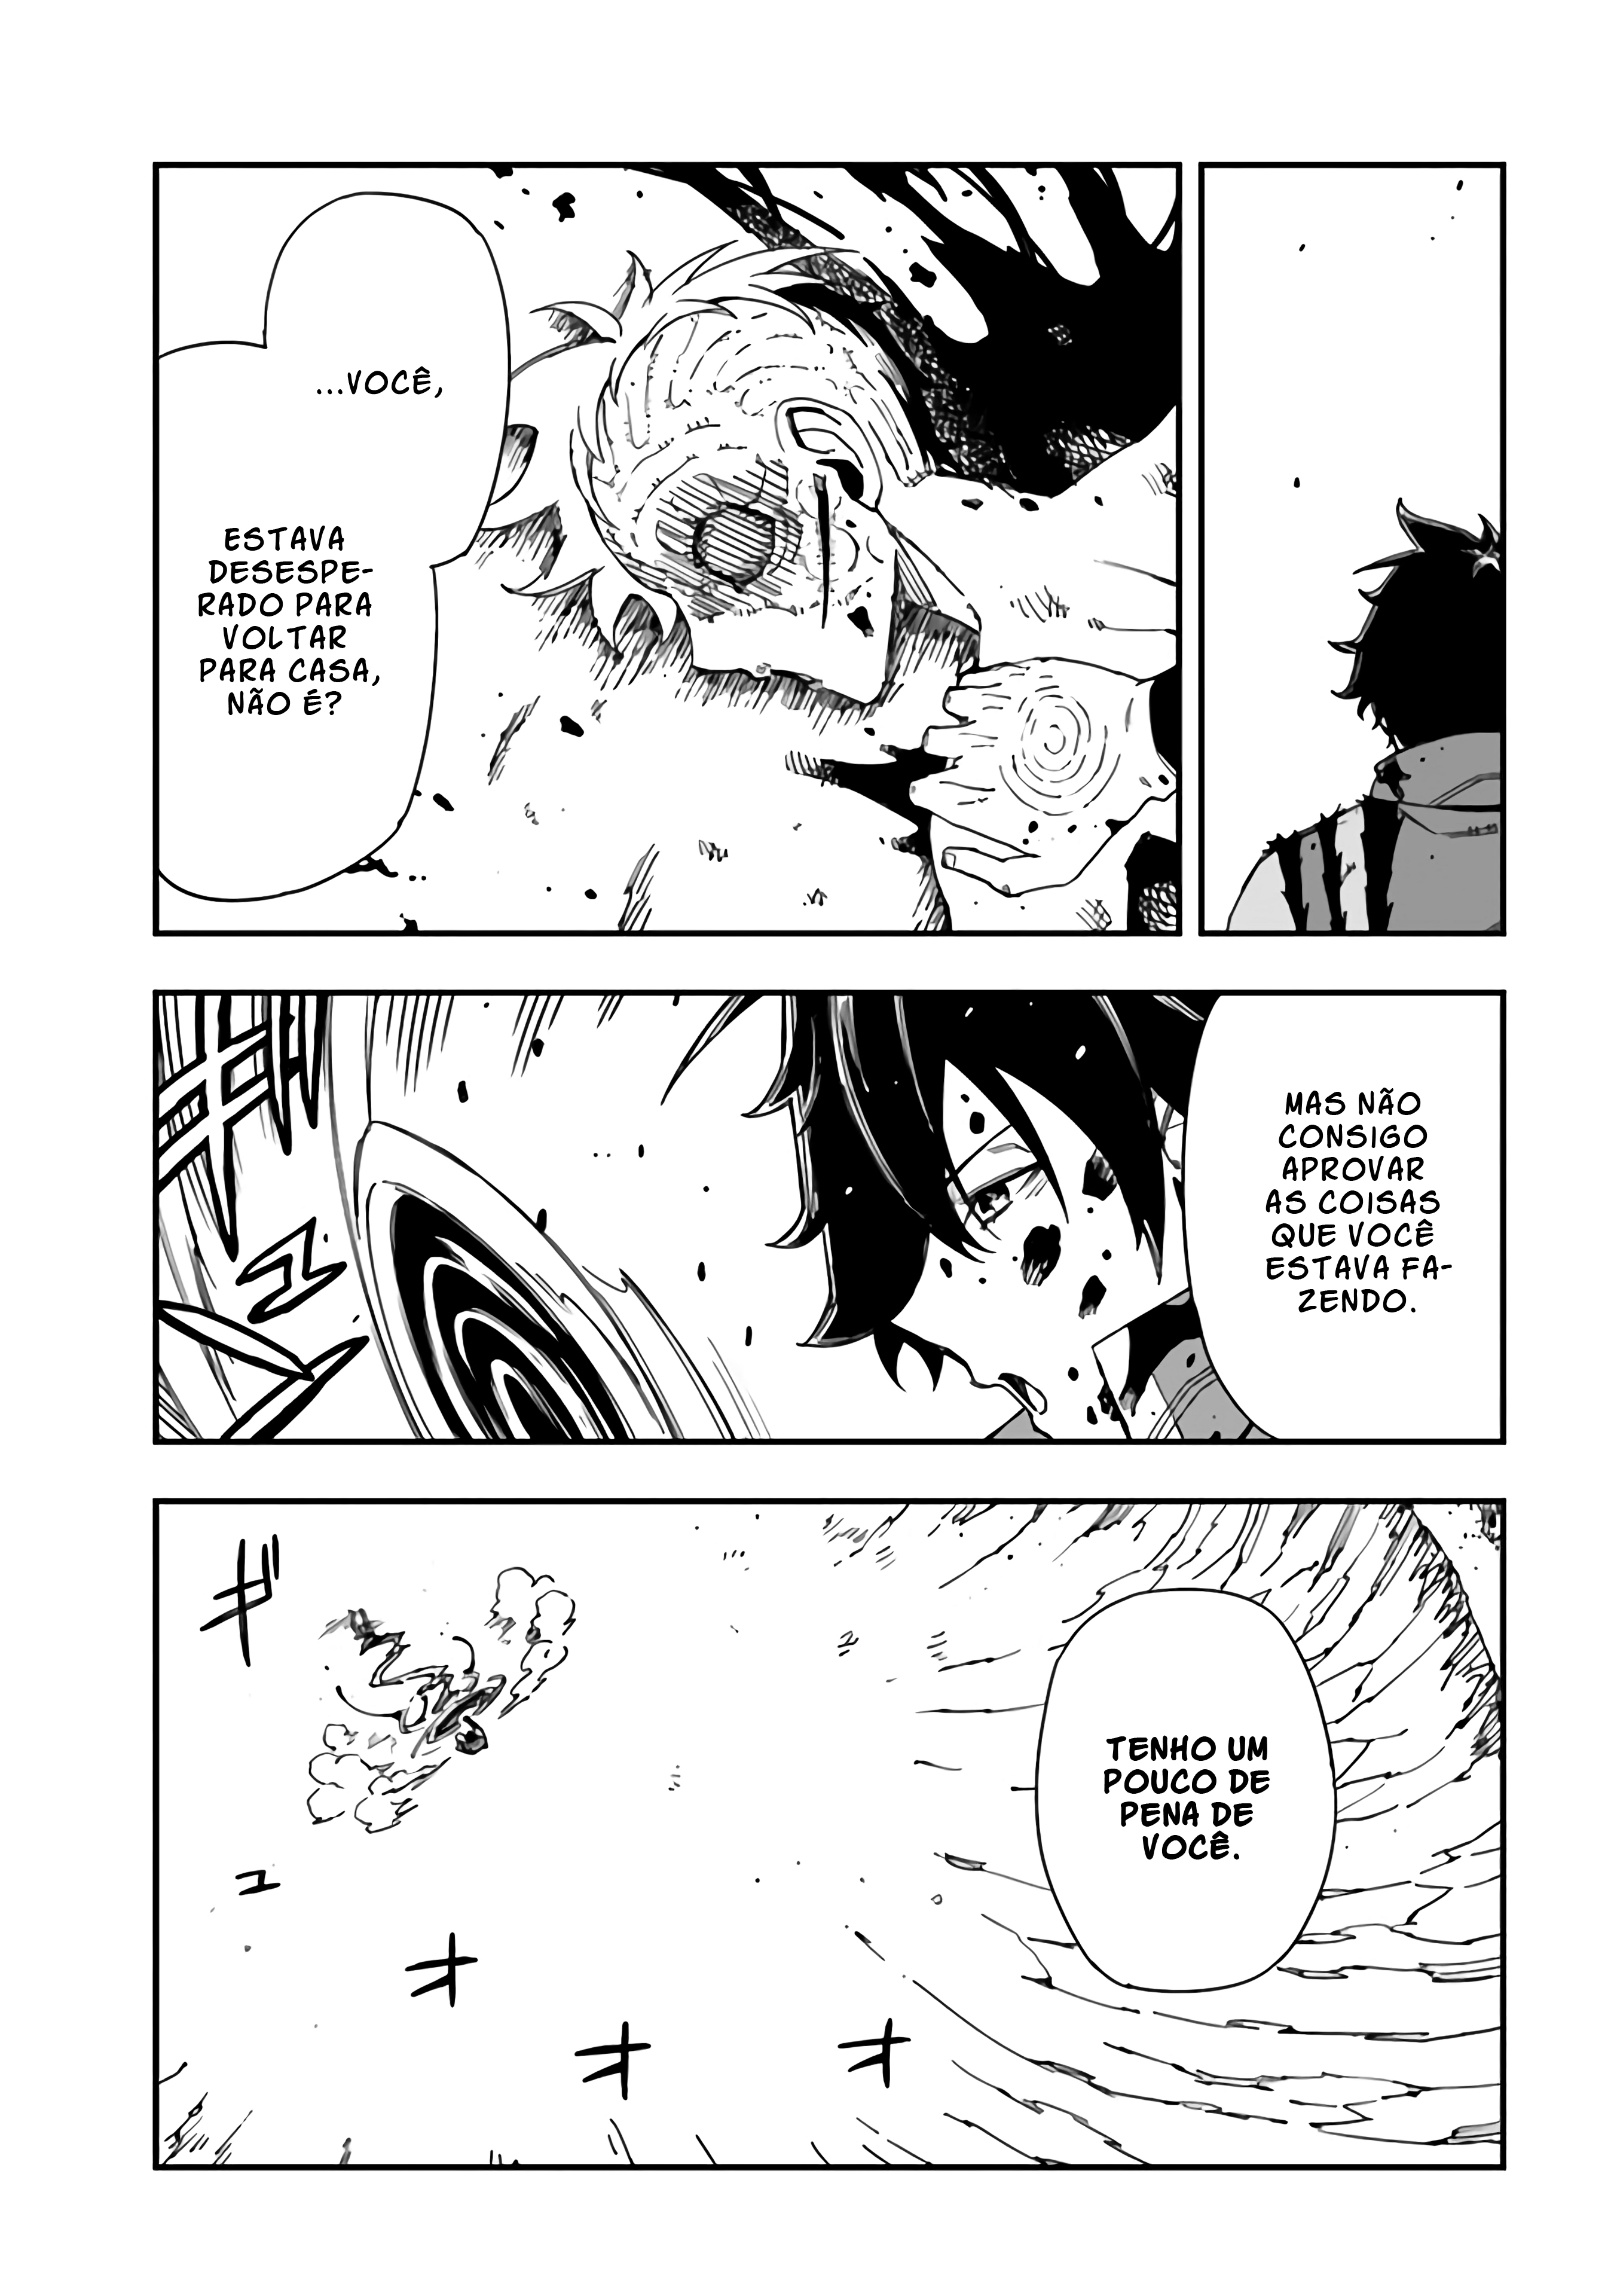 ...VOCÊ,
ESTAVA
DESESPE-
RADO PARA
VOLTAR
PARA CASA,
NÃO É?
MAS NÃO
CONSIGO
APROVAR
AS COISAS
QUE VOCÊ
ESTAVA FA-
ZENDO.
TENHO UM
POUCO DE
PENA DE
VOCÊ.
ギ
ュ
オ
オ
オ